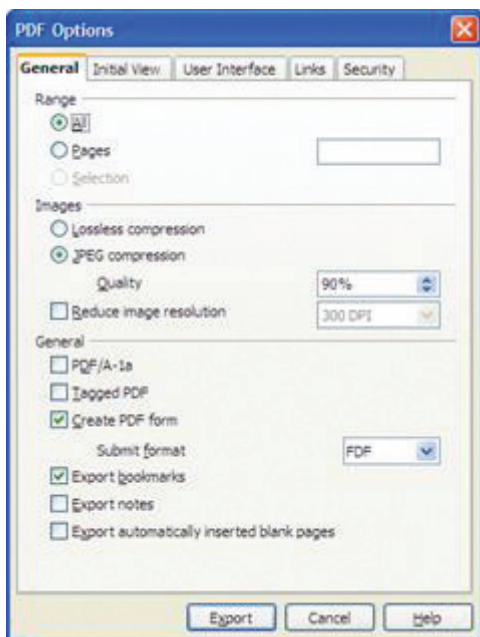 PDF Options
General Initial View User Interface Links Security
Range
All
Pages
Selection
Images
Lossless compression
JPEG compression
Quality 90%
Reduce image resolution 300 DPI
General
PDF/A-1a
Tagged PDF
Create PDF form
Submit format FDF
Export bookmarks
Export notes
Export automatically inserted blank pages
Export Cancel Help